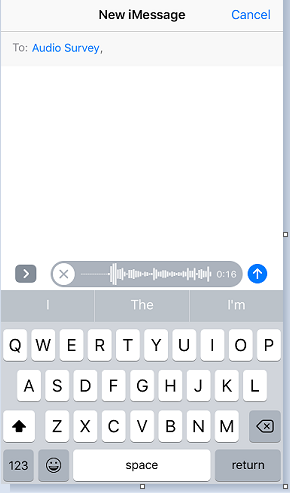 New iMessage Cancel
To: Audio Survey,
0:16
I The I'm
Q W E R T Y U I O P
A S D F G H J K L
Z X C V B N M
123 space return